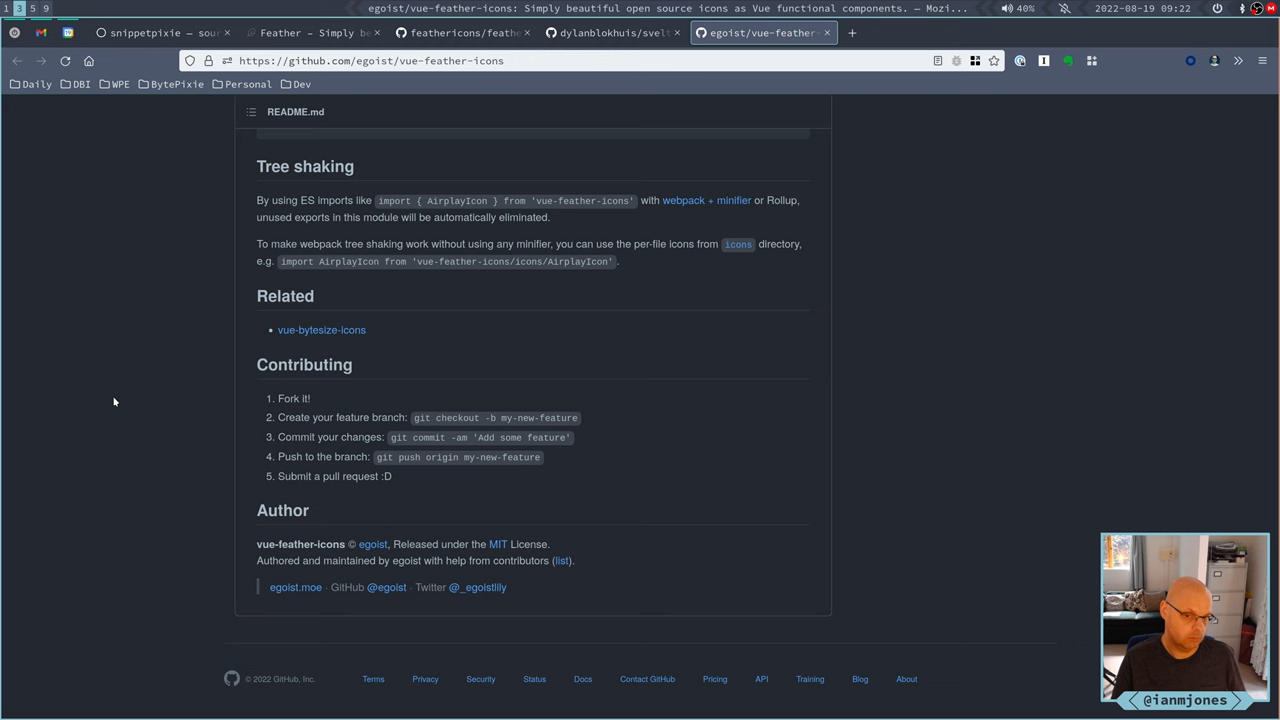 1 3 5 9
egoist/vue-feather-icons: Simply beautiful open source icons as Vue functional components. — Mozi...
40%
2022-08-19 09:22
snippetpixie — sour
Feather – Simply be
feathericons/feathe
dylanblokhuis/svelt
egoist/vue-feather-
https://github.com/egoist/vue-feather-icons
Daily
DBI
WPE
BytePixie
Personal
Dev
README.md
Tree shaking
By using ES imports like import { AirplayIcon } from 'vue-feather-icons' with webpack + minifier or Rollup,
unused exports in this module will be automatically eliminated.
To make webpack tree shaking work without using any minifier, you can use the per-file icons from icons directory,
e.g. import AirplayIcon from 'vue-feather-icons/icons/AirplayIcon'.
Related
• vue-bytesize-icons
Contributing
1. Fork it!
2. Create your feature branch: git checkout -b my-new-feature
3. Commit your changes: git commit -am 'Add some feature'
4. Push to the branch: git push origin my-new-feature
5. Submit a pull request :D
Author
vue-feather-icons © egoist, Released under the MIT License.
Authored and maintained by egoist with help from contributors (list).
egoist.moe · GitHub @egoist · Twitter @_egoistlily
© 2022 GitHub, Inc.
Terms
Privacy
Security
Status
Docs
Contact GitHub
Pricing
API
Training
Blog
About
@ianmjones